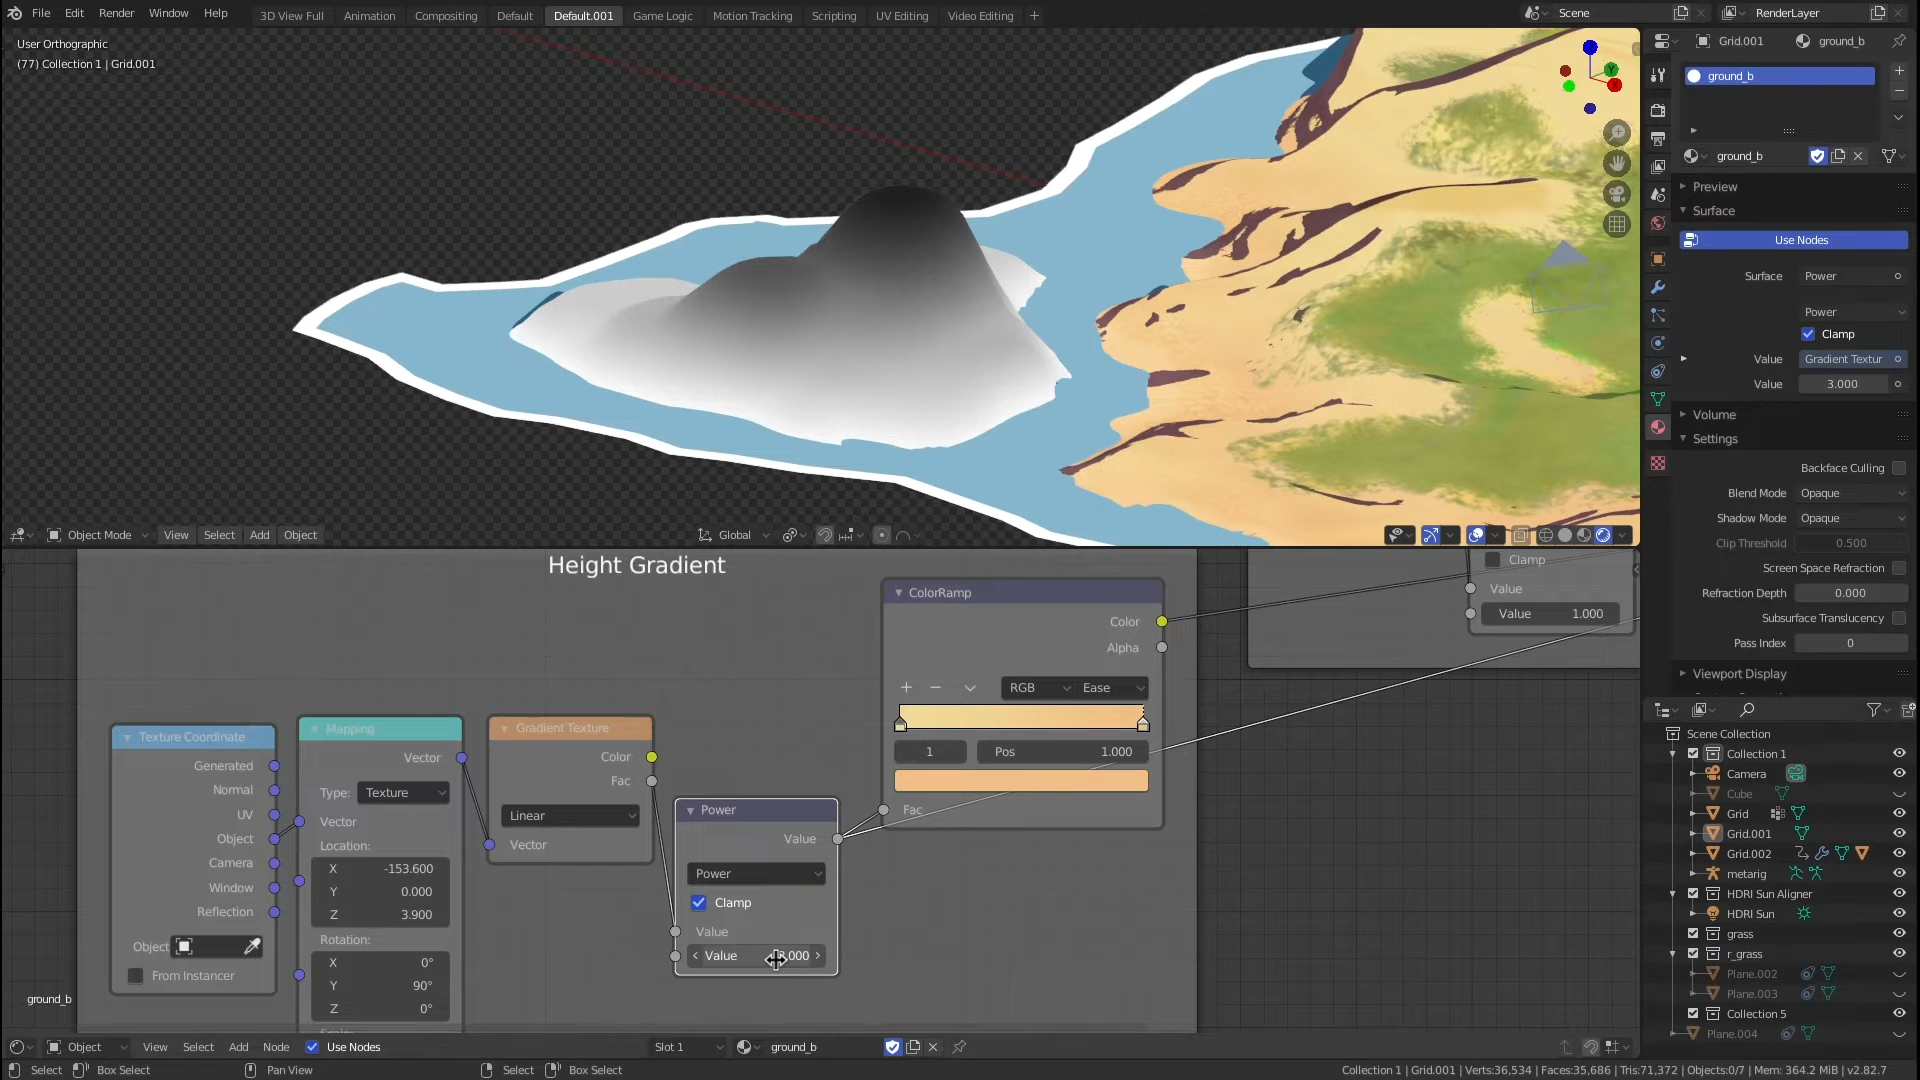 File Edit Render Window Help 3D View Full Animation Compositing Default Default.001 Game Logic Motion Tracking Scripting UV Editing Video Editing + Scene RenderLayer
User Orthographic
(77) Collection 1 | Grid.001
Grid.001 ground_b
ground_b
ground_b
Preview
Surface
Use Nodes
Surface Power
Power
Clamp
Value Gradient Textur
Value 3.000
Volume
Settings
Backface Culling
Blend Mode Opaque
Shadow Mode Opaque
Clip Threshold 0.500
Screen Space Refraction
Refraction Depth 0.000
Subsurface Translucency
Pass Index 0
Viewport Display
Object Mode View Select Add Object Global
Height Gradient
Texture Coordinate
Generated
Normal
UV
Object
Camera
Window
Reflection
Object
From Instancer
Mapping
Vector
Type: Texture
Vector
Location:
X -153.600
Y 0.000
Z 3.900
Rotation:
X 0°
Y 90°
Z 0°
Gradient Texture
Color
Fac
Linear
Vector
Power
Value
Power
Clamp
Value
Value
ColorRamp
Color
Alpha
RGB Ease
1 Pos 1.000
Fac
Clamp
Value
Value 1.000
ground_b
Scene Collection
Collection 1
Camera
Cube
Grid
Grid.001
Grid.002
metarig
HDRI Sun Aligner
HDRI Sun
grass
r_grass
Plane.002
Plane.003
Collection 5
Plane.004
Object View Select Add Node Use Nodes Slot 1 ground_b
Select Box Select Pan View Select Box Select Collection 1 | Grid.001 | Verts:36,534 | Faces:35,686 | Tris:71,372 | Objects:0/7 | Mem: 364.2 MiB | v2.82.7